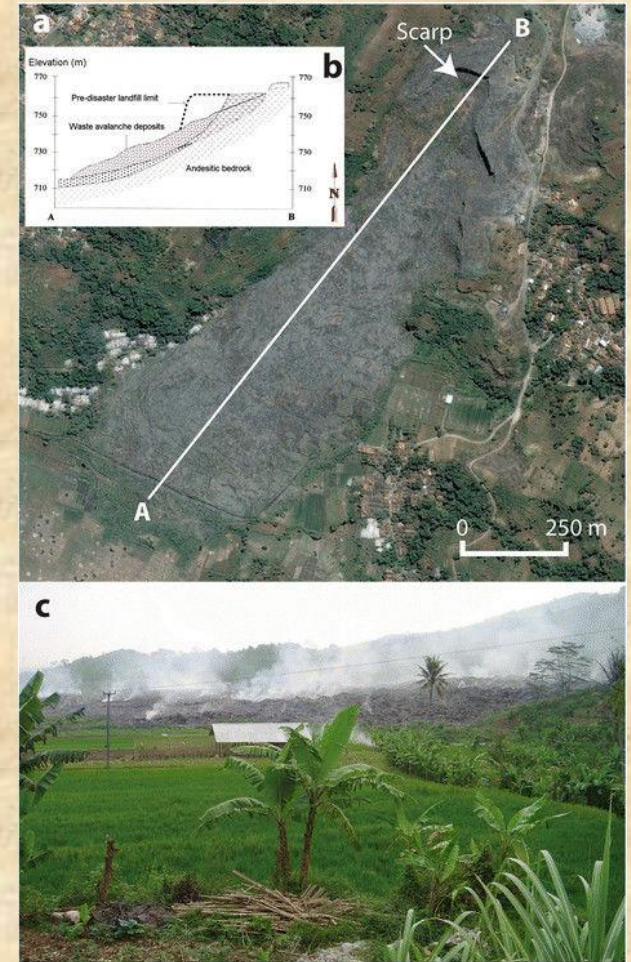 a
Scarp
B
b
Elevation (m)
770
750
730
710
770
750
730
710
Pre-disaster landfill limit
Waste avalanche deposits
Andesitic bedrock
A
B
N
A
0
250 m
c